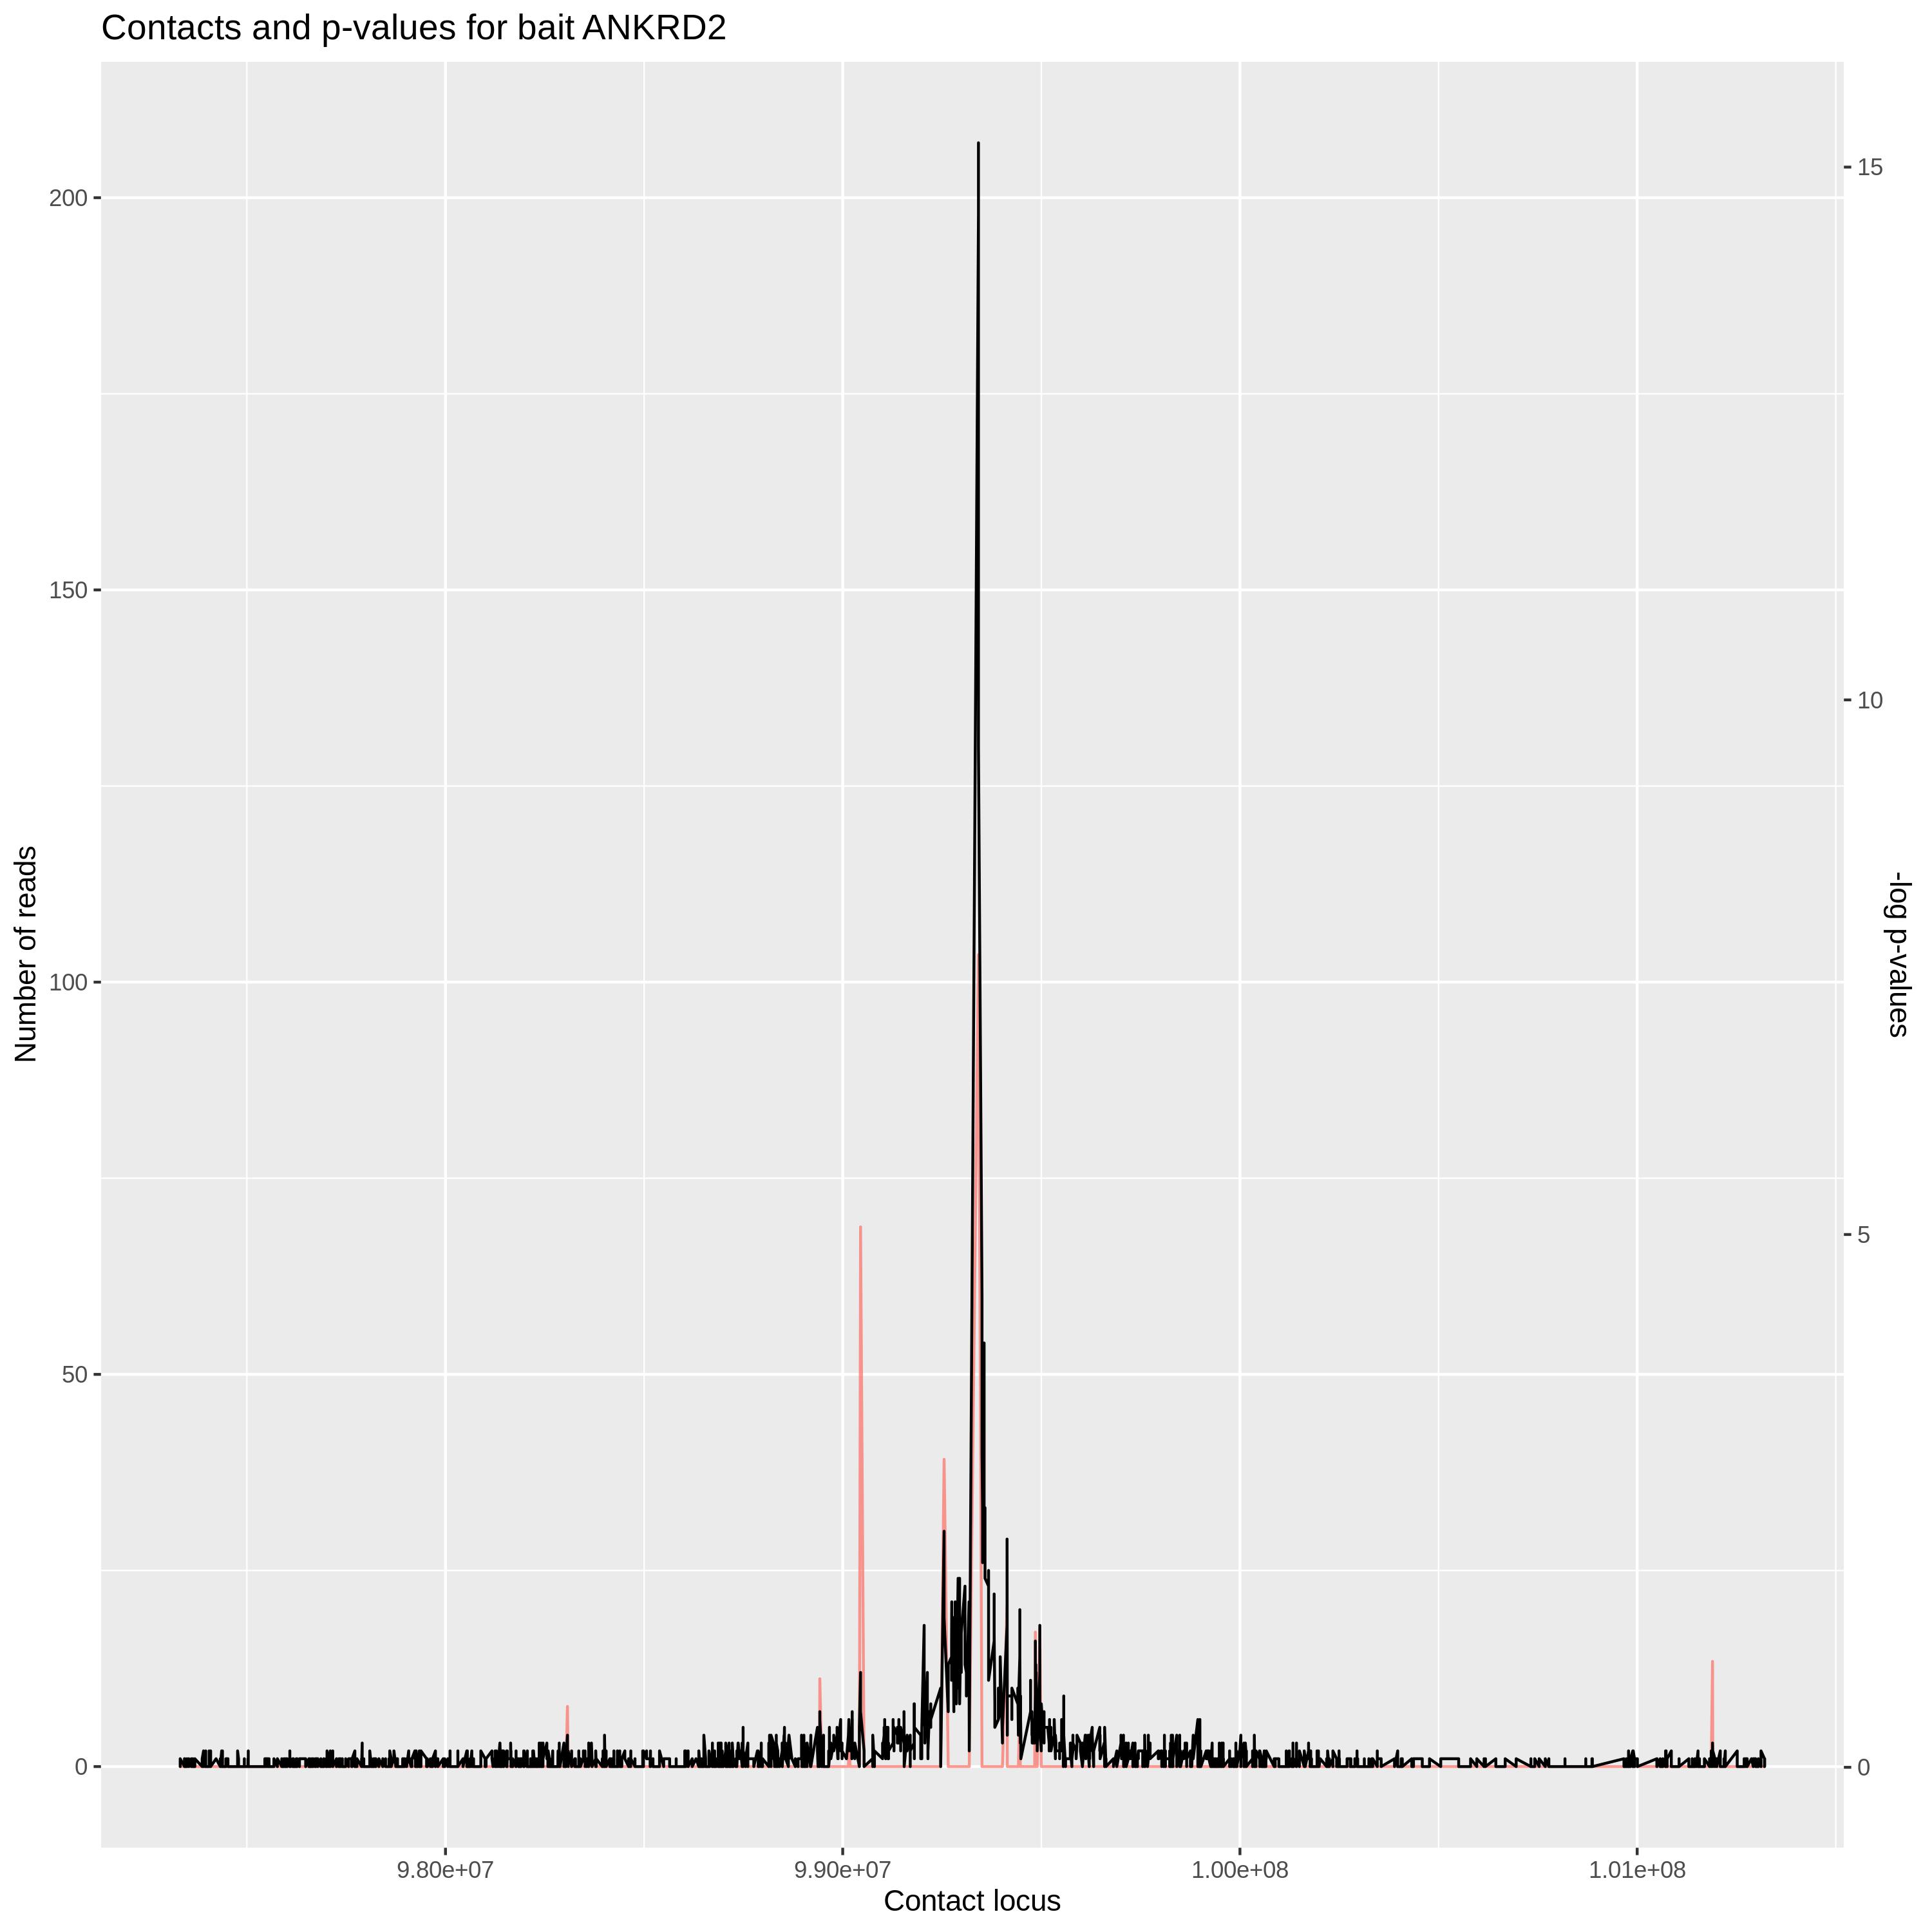 Contacts and p-values for bait ANKRD2
200
150
100
50
0
Number of reads
15
10
5
0
-log p-values
9.80e+07
9.90e+07
1.00e+08
1.01e+08
Contact locus